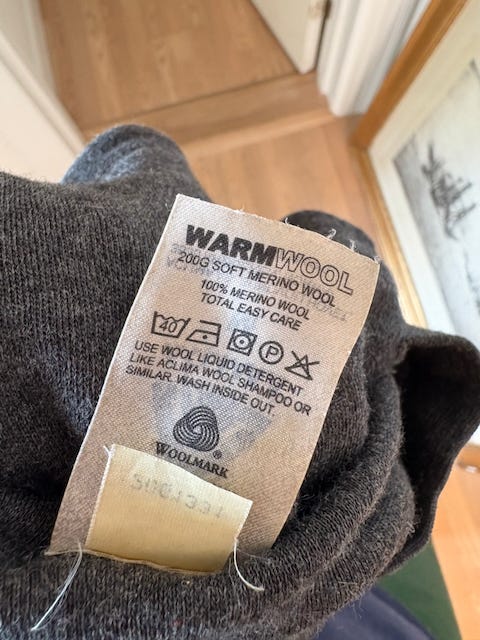 WARMWOOL
200G SOFT MERINO WOOL
100% MERINO WOOL
TOTAL EASY CARE
40 P
USE WOOL LIQUID DETERGENT
LIKE ACLIMA WOOL SHAMPOO OR
SIMILAR. WASH INSIDE OUT.
®
WOOLMARK